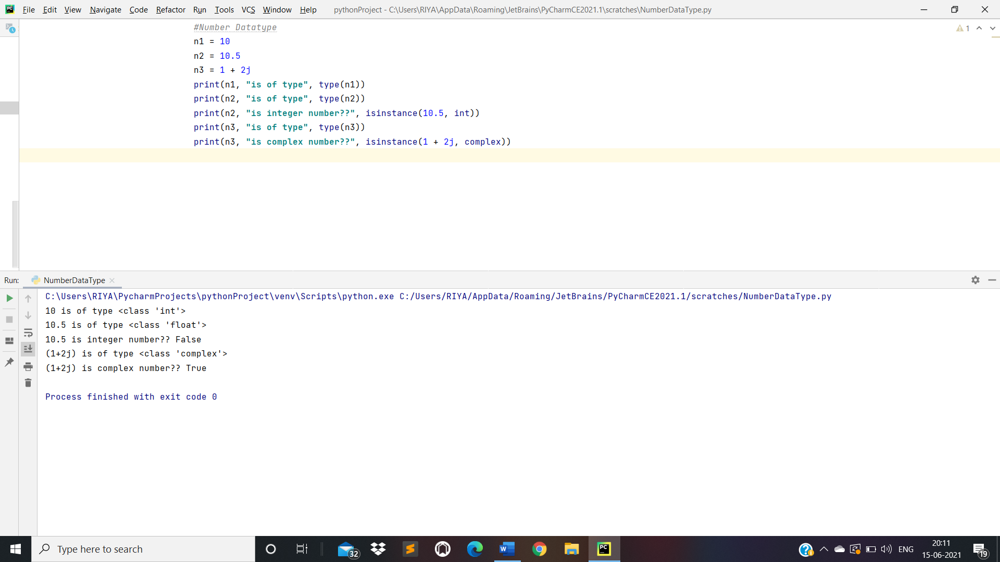 File Edit View Navigate Code Refactor Run Tools VCS Window Help pythonProject - C:\Users\RIYA\AppData\Roaming\JetBrains\PyCharmCE2021.1\scratches\NumberDataType.py
#Number Datatype
1
n1 = 10
n2 = 10.5
n3 = 1 + 2j
print(n1, "is of type", type(n1))
print(n2, "is of type", type(n2))
print(n2, "is integer number??", isinstance(10.5, int))
print(n3, "is of type", type(n3))
print(n3, "is complex number??", isinstance(1 + 2j, complex))
Run: NumberDataType
C:\Users\RIYA\PycharmProjects\pythonProject\venv\Scripts\python.exe C:/Users/RIYA/AppData/Roaming/JetBrains/PyCharmCE2021.1/scratches/NumberDataType.py
10 is of type <class 'int'>
10.5 is of type <class 'float'>
10.5 is integer number?? False
(1+2j) is of type <class 'complex'>
(1+2j) is complex number?? True
Process finished with exit code 0
Type here to search
32
ENG
20:11
15-06-2021
19